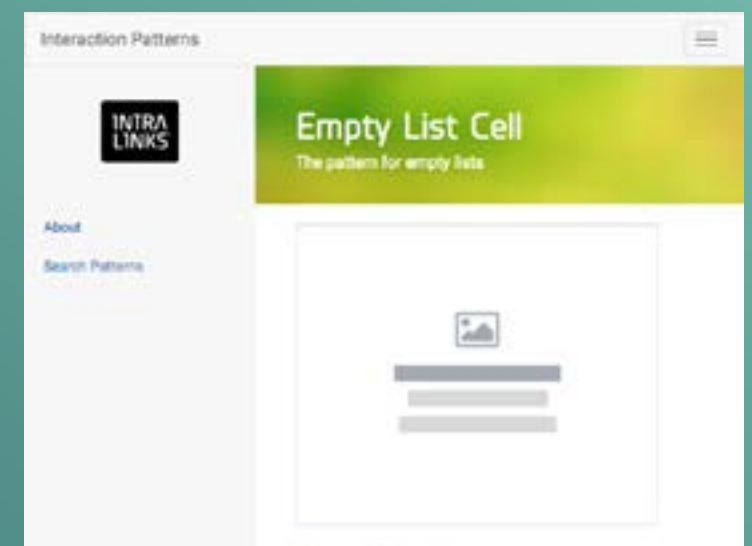 Interaction Patterns
INTRA
LINKS
Empty List Cell
The pattern for empty lists
About
Search Patterns